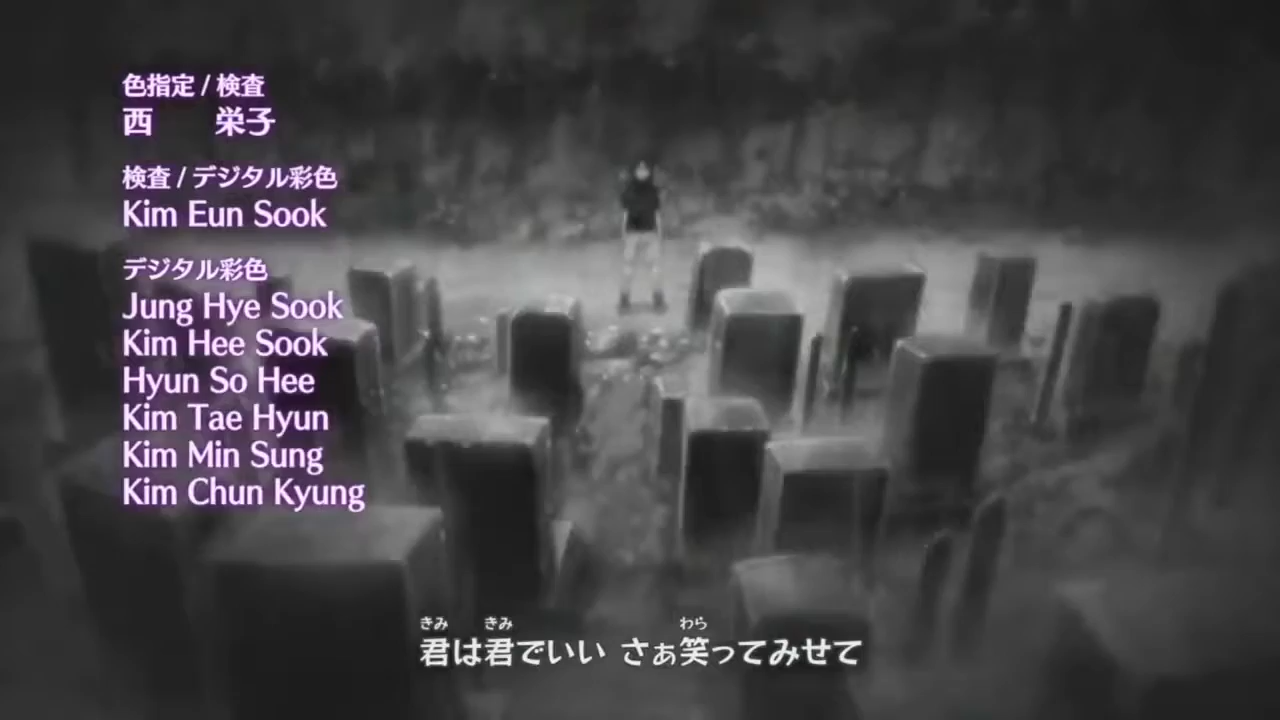 色指定 / 検査
西　　栄子
検査 / デジタル彩色
Kim Eun Sook
デジタル彩色
Jung Hye Sook
Kim Hee Sook
Hyun So Hee
Kim Tae Hyun
Kim Min Sung
Kim Chun Kyung
きみ きみ わら
君は君でいい さぁ笑ってみせて